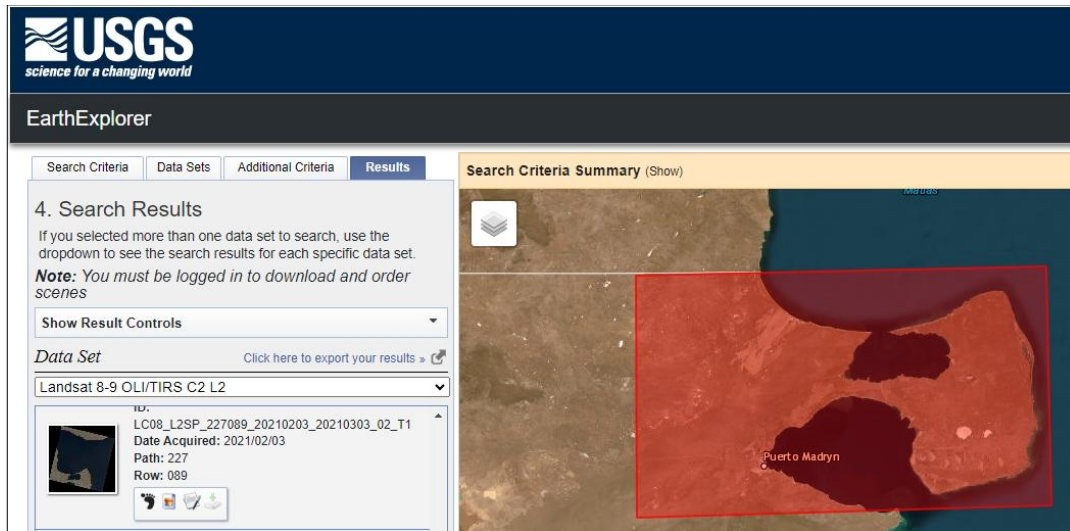 USGS
science for a changing world
EarthExplorer
Search Criteria
Data Sets
Additional Criteria
Results
4. Search Results
If you selected more than one data set to search, use the
dropdown to see the search results for each specific data set.
Note: You must be logged in to download and order
scenes
Show Result Controls
Data Set
Click here to export your results »
Landsat 8-9 OLI/TIRS C2 L2
ID:
LC08_L2SP_227089_20210203_20210303_02_T1
Date Acquired: 2021/02/03
Path: 227
Row: 089
Search Criteria Summary (Show)
Matías
Puerto Madryn